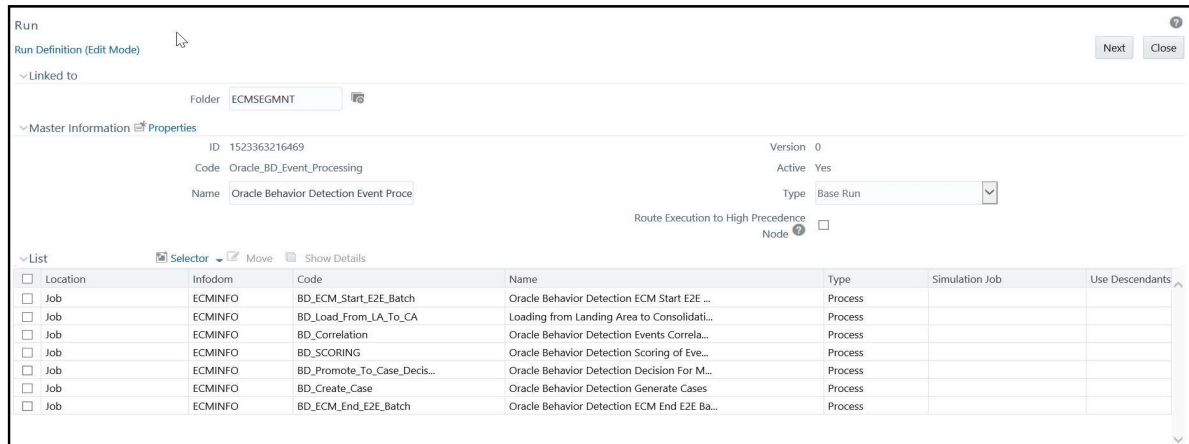 Run
Run Definition (Edit Mode)
Next Close
Linked to
Folder ECMSEGMNT
Master Information Properties
ID 1523363216469 Version 0
Code Oracle_BD_Event_Processing Active Yes
Name Oracle Behavior Detection Event Proce Type Base Run
Route Execution to High Precedence
Node ?
List Selector Move Show Details
Location Infodom Code Name Type Simulation Job Use Descendants
Job ECMINFO BD_ECM_Start_E2E_Batch Oracle Behavior Detection ECM Start E2E ... Process
Job ECMINFO BD_Load_From_LA_To_CA Loading from Landing Area to Consolidati... Process
Job ECMINFO BD_Correlation Oracle Behavior Detection Events Correla... Process
Job ECMINFO BD_SCORING Oracle Behavior Detection Scoring of Eve... Process
Job ECMINFO BD_Promote_To_Case_Decis... Oracle Behavior Detection Decision For M... Process
Job ECMINFO BD_Create_Case Oracle Behavior Detection Generate Cases Process
Job ECMINFO BD_ECM_End_E2E_Batch Oracle Behavior Detection ECM End E2E Ba... Process